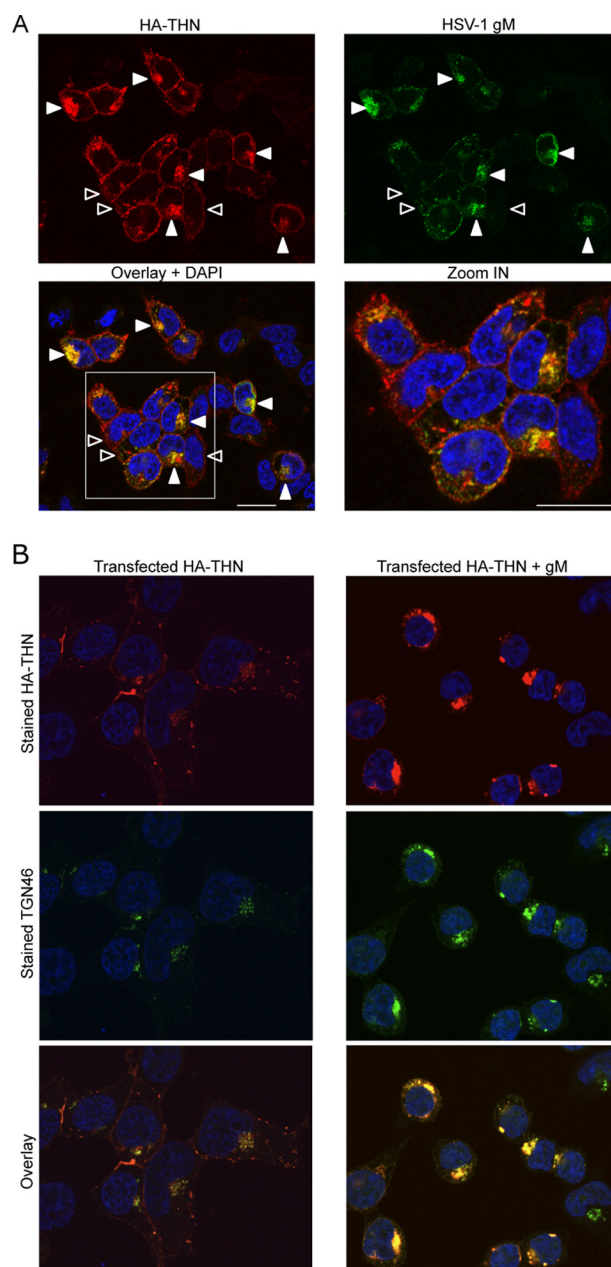 A
HA-THN
HSV-1 gM
Overlay + DAPI
Zoom IN
B
Transfected HA-THN
Transfected HA-THN + gM
Stained HA-THN
Stained TGN46
Overlay